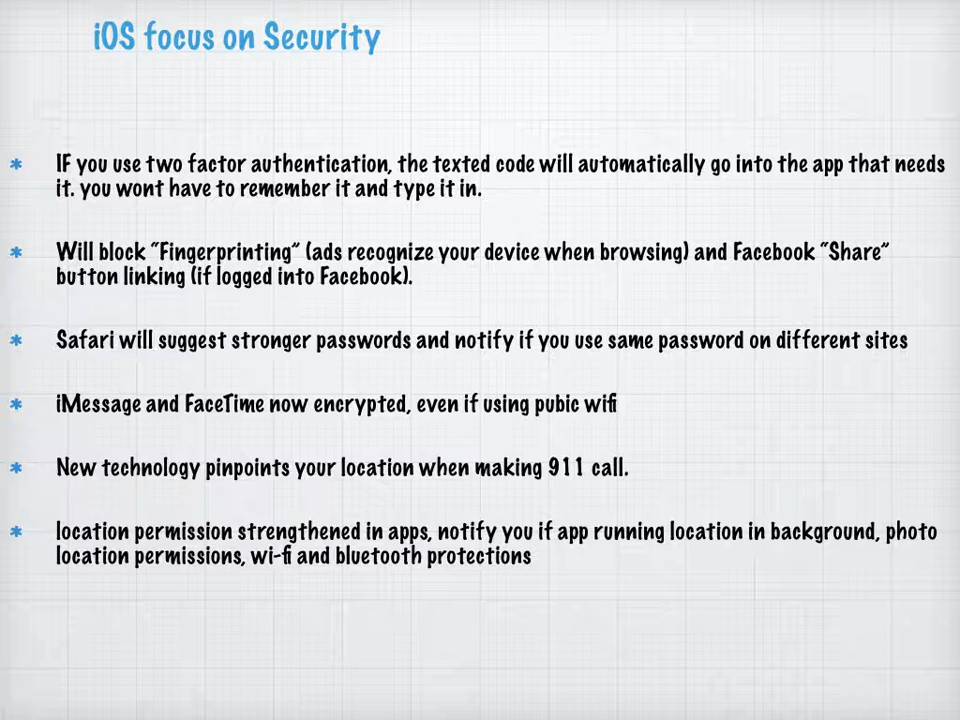 iOS focus on Security
* IF you use two factor authentication, the texted code will automatically go into the app that needs
it. you wont have to remember it and type it in.
* Will block "Fingerprinting" (ads recognize your device when browsing) and Facebook "Share"
button linking (if logged into Facebook).
* Safari will suggest stronger passwords and notify if you use same password on different sites
* iMessage and FaceTime now encrypted, even if using pubic wifi
* New technology pinpoints your location when making 911 call.
* location permission strengthened in apps, notify you if app running location in background, photo
location permissions, wi-fi and bluetooth protections